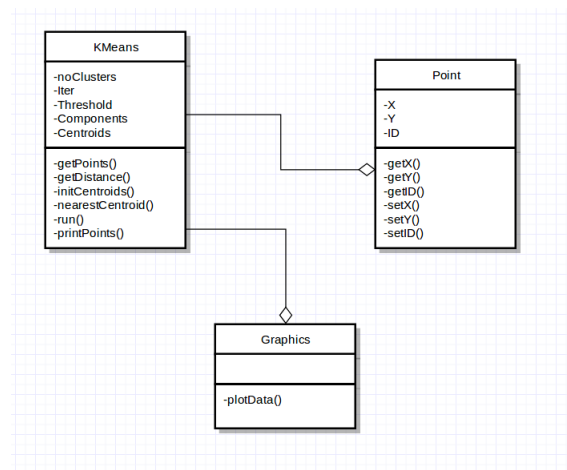 KMeans
-noClusters
-Iter
-Threshold
-Components
-Centroids
-getPoints()
-getDistance()
-initCentroids()
-nearestCentroid()
-run()
-printPoints()
Point
-X
-Y
-ID
-getX()
-getY()
-getID()
-setX()
-setY()
-setID()
Graphics
-plotData()